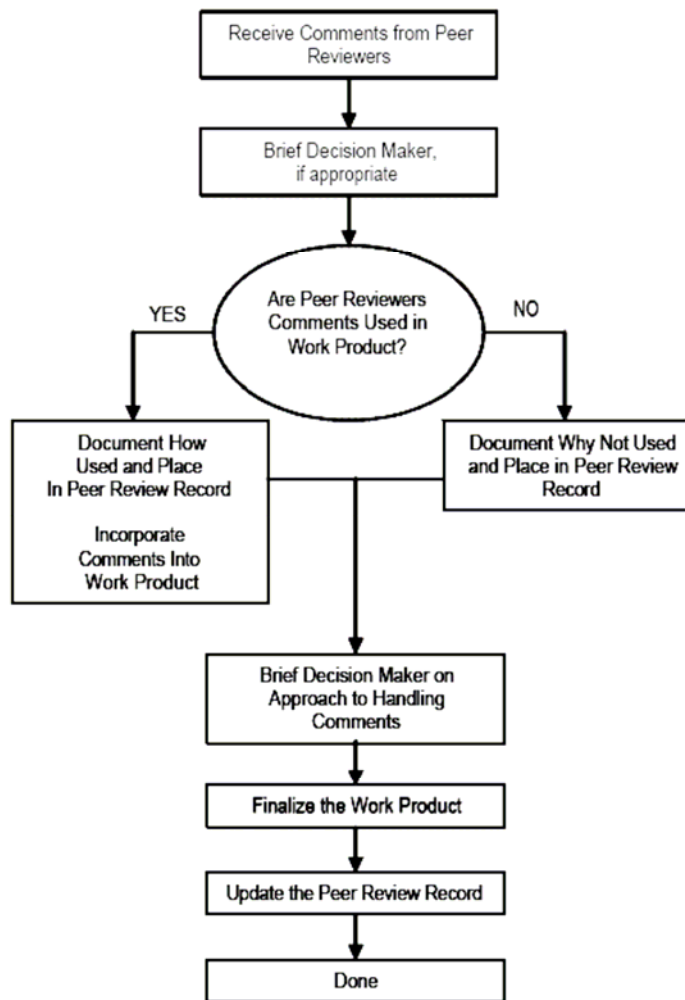 Receive Comments from Peer
Reviewers
Brief Decision Maker,
if appropriate
Are Peer Reviewers
Comments Used in
Work Product?
YES
NO
Document How
Used and Place
In Peer Review Record
Incorporate
Comments Into
Work Product
Document Why Not Used
and Place in Peer Review
Record
Brief Decision Maker on
Approach to Handling
Comments
Finalize the Work Product
Update the Peer Review Record
Done